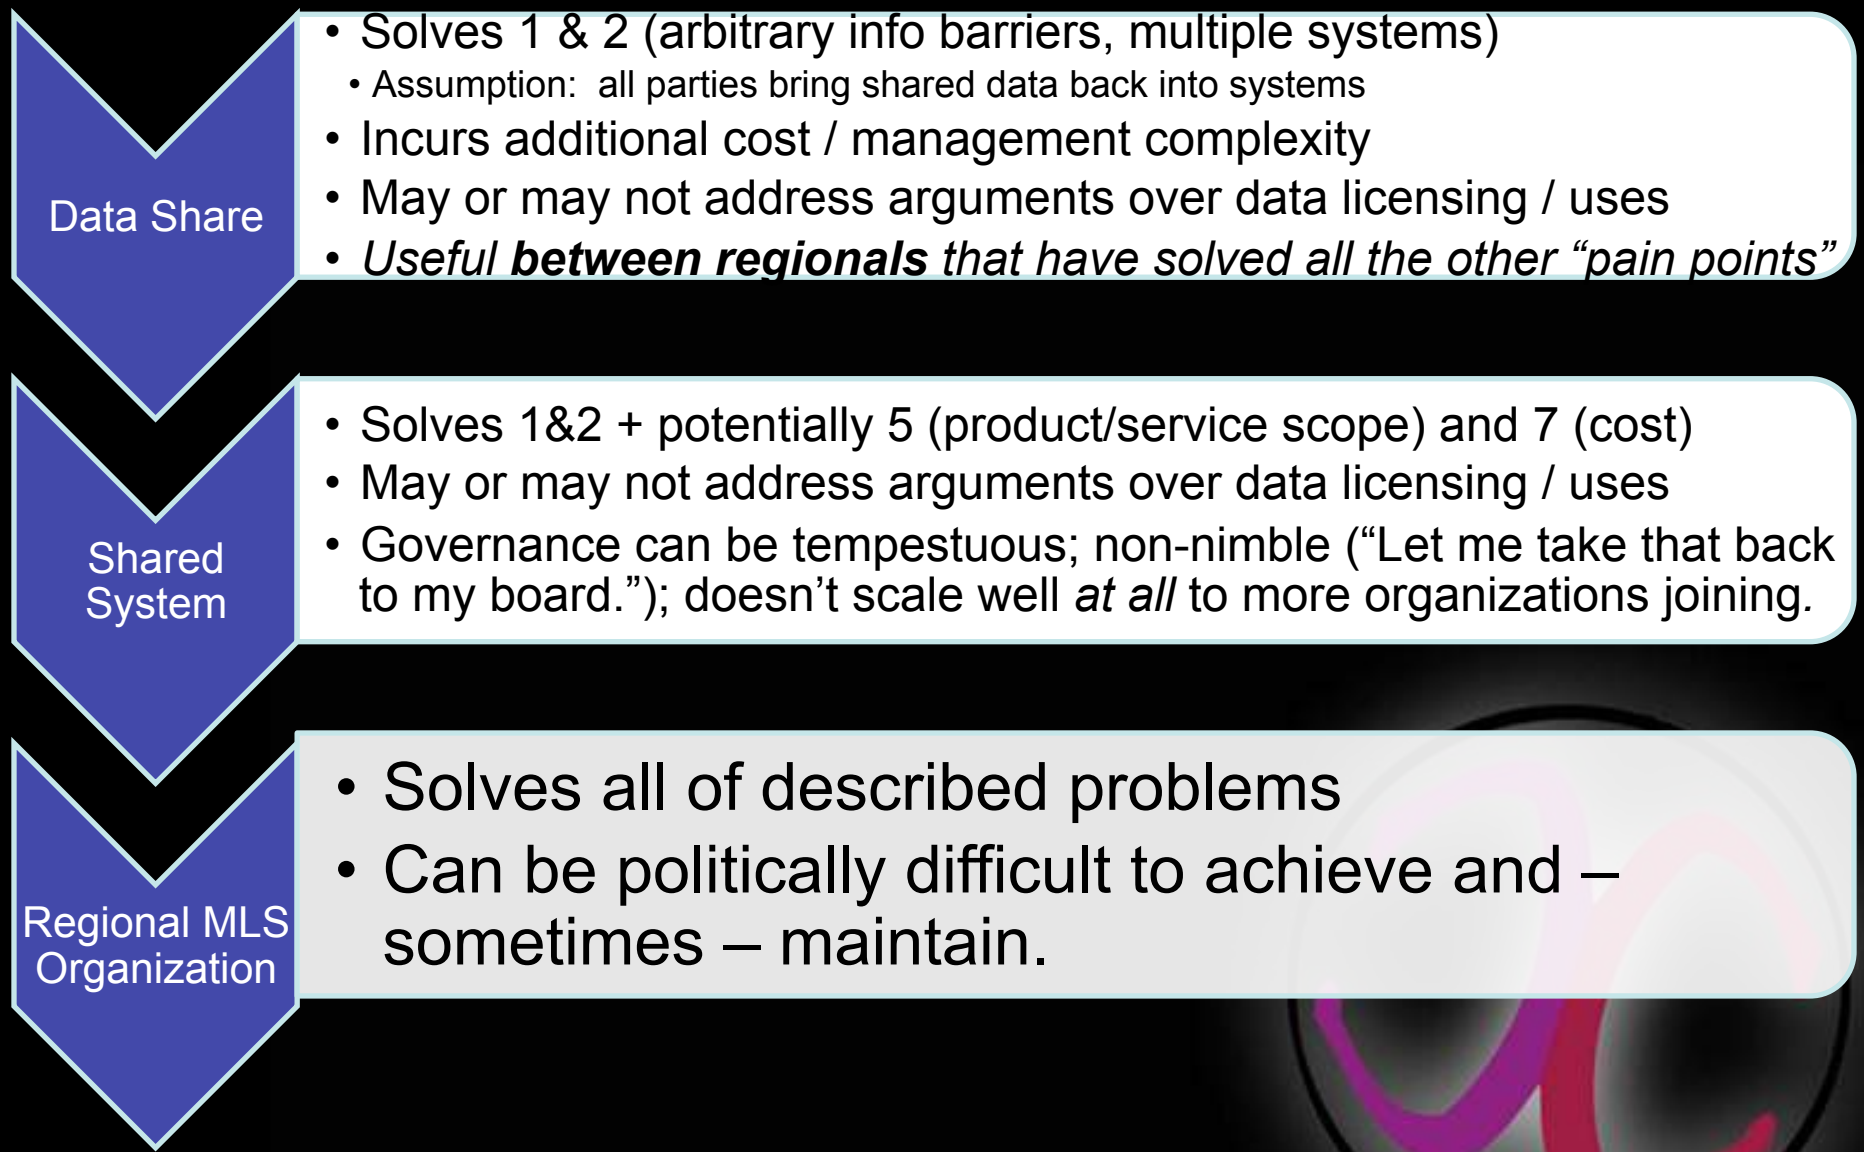 Data Share
• Solves 1 & 2 (arbitrary info barriers, multiple systems)
• Assumption:  all parties bring shared data back into systems
• Incurs additional cost / management complexity
• May or may not address arguments over data licensing / uses
• Useful between regionals that have solved all the other “pain points”
Shared
System
• Solves 1&2 + potentially 5 (product/service scope) and 7 (cost)
• May or may not address arguments over data licensing / uses
• Governance can be tempestuous; non-nimble (“Let me take that back
to my board.”); doesn’t scale well at all to more organizations joining.
Regional MLS
Organization
• Solves all of described problems
• Can be politically difficult to achieve and –
sometimes – maintain.